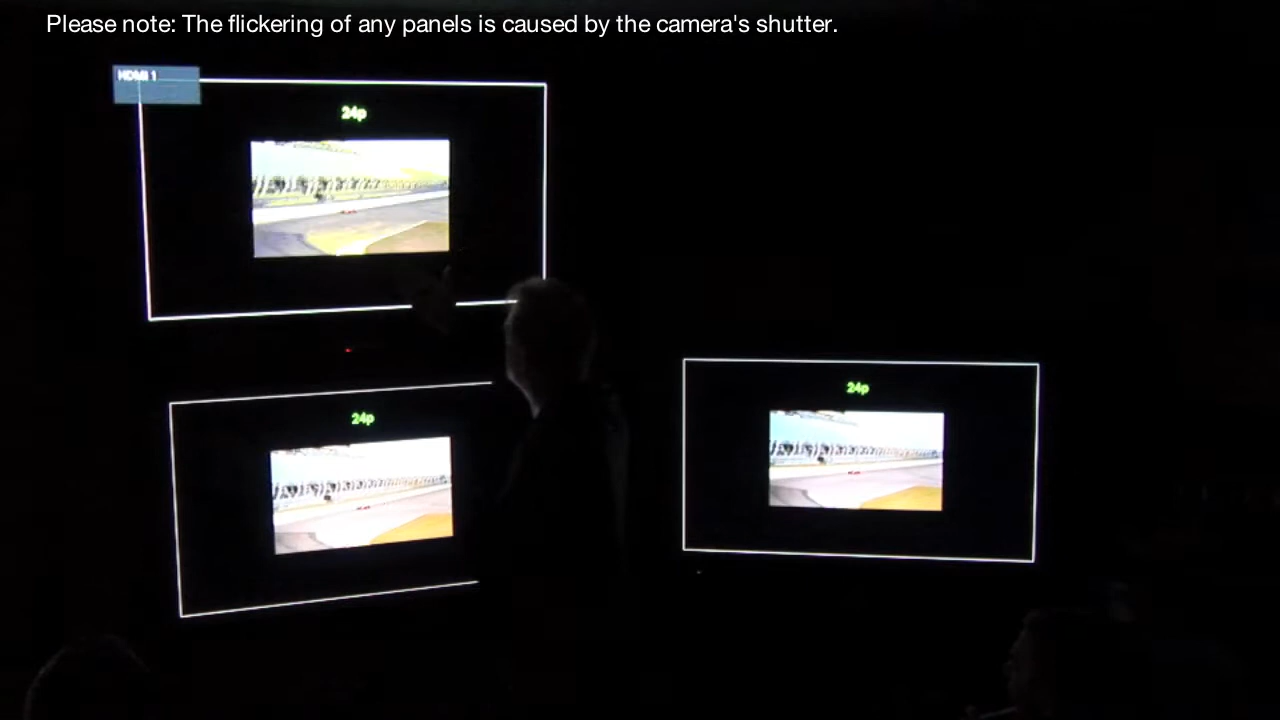 Please note: The flickering of any panels is caused by the camera's shutter.
HDMI 1
24p
24p
24p